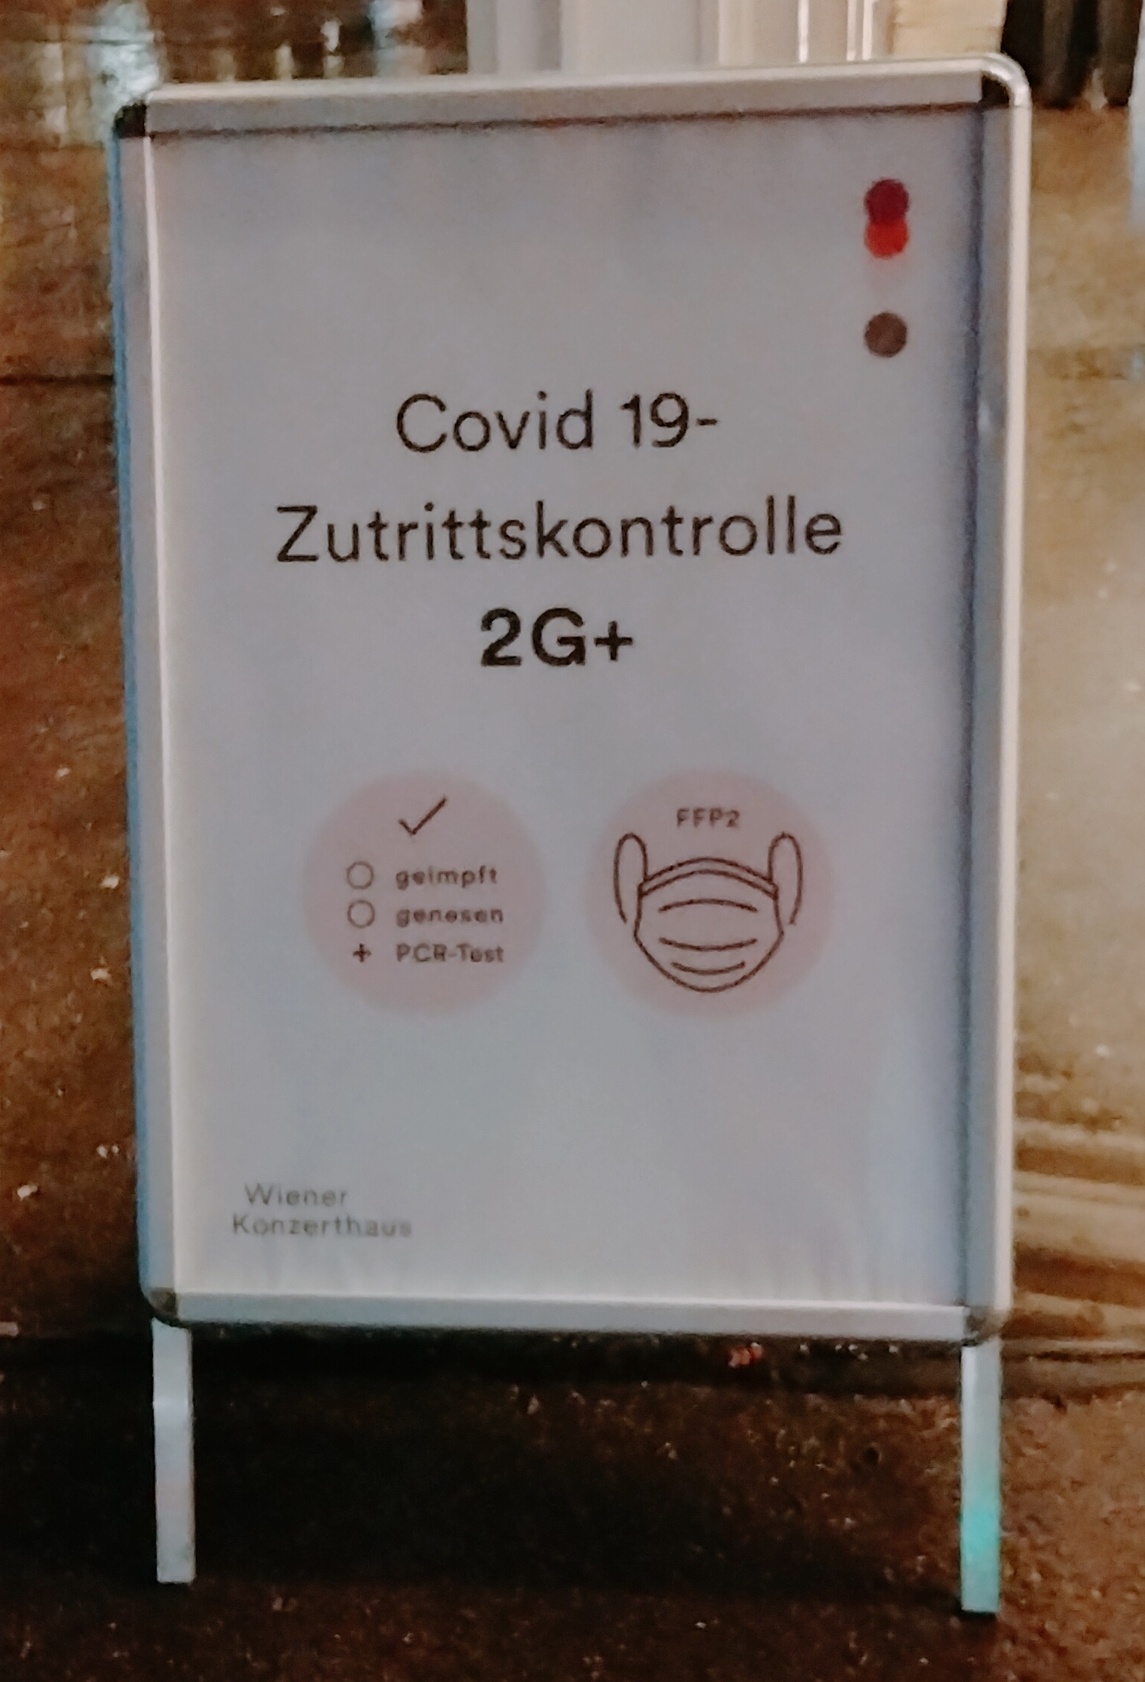 Covid 19-
Zutrittskontrolle
2G+
geimpft
genesen
+ PCR-Test
FFP2
Wiener
Konzerthaus